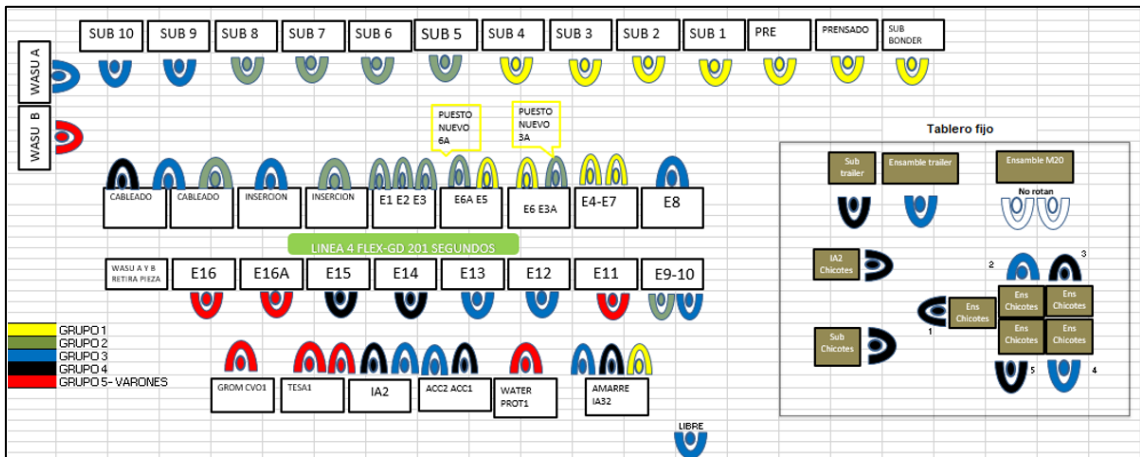 SUB 10
SUB 9
SUB 8
SUB 7
SUB 6
SUB 5
SUB 4
SUB 3
SUB 2
SUB 1
PRE
PRENSADO
SUB
BONDER
WASU A
WASU B
PUESTO
NUEVO
6A
PUESTO
NUEVO
3A
CABLEADO
CABLEADO
INSERCION
INSERCION
E1 E2 E3
E6A E5
E6 E3A
E4-E7
E8
LINEA 4 FLEX-GD 201 SEGUNDOS
WASU A Y B
RETIRA PIEZA
E16
E16A
E15
E14
E13
E12
E11
E9-10
GRUPO 1
GRUPO 2
GRUPO 3
GRUPO 4
GRUPO 5- VARONES
GROM CVO1
TESA1
IA2
ACC2 ACC1
WATER
PROT1
AMARRE
IA32
LIBRE
Tablero fijo
Sub
trailer
Ensamble trailer
Ensamble M20
No rotan
IA2
Chicotes
2
3
Ens
Chicotes
Ens
Chicotes
Ens
Chicotes
1
Sub
Chicotes
Ens
Chicotes
Ens
Chicotes
5
4